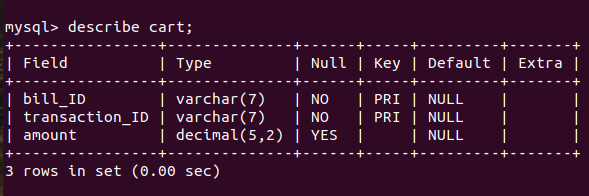 mysql> describe cart;
+----------------+--------------+------+-----+---------+-------+
| Field          | Type         | Null | Key | Default | Extra |
+----------------+--------------+------+-----+---------+-------+
| bill_ID        | varchar(7)   | NO   | PRI | NULL    |       |
| transaction_ID | varchar(7)   | NO   | PRI | NULL    |       |
| amount         | decimal(5,2) | YES  |     | NULL    |       |
+----------------+--------------+------+-----+---------+-------+
3 rows in set (0.00 sec)